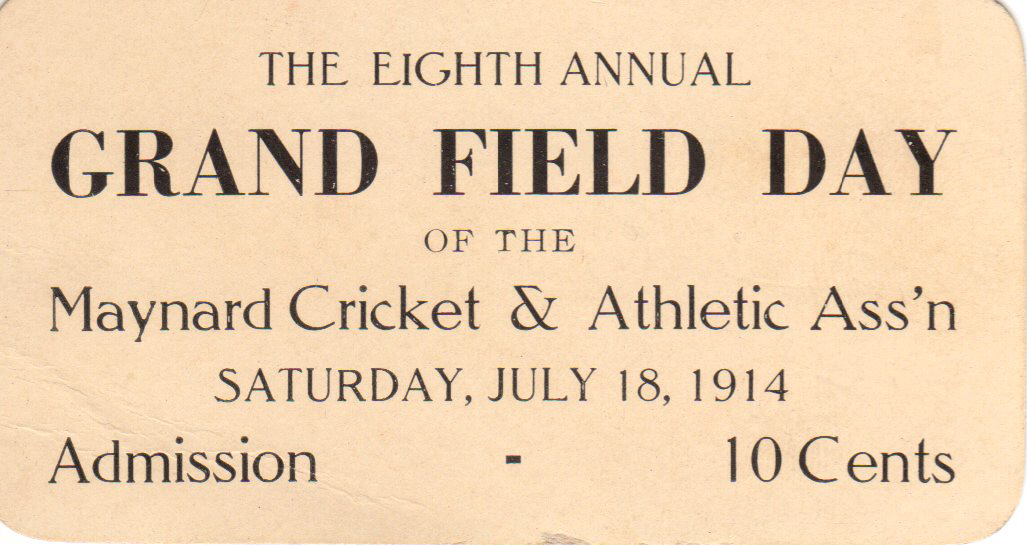 THE EIGHTH ANNUAL
GRAND FIELD DAY
OF THE
Maynard Cricket & Athletic Ass'n
SATURDAY, JULY 18, 1914
Admission - 10 Cents